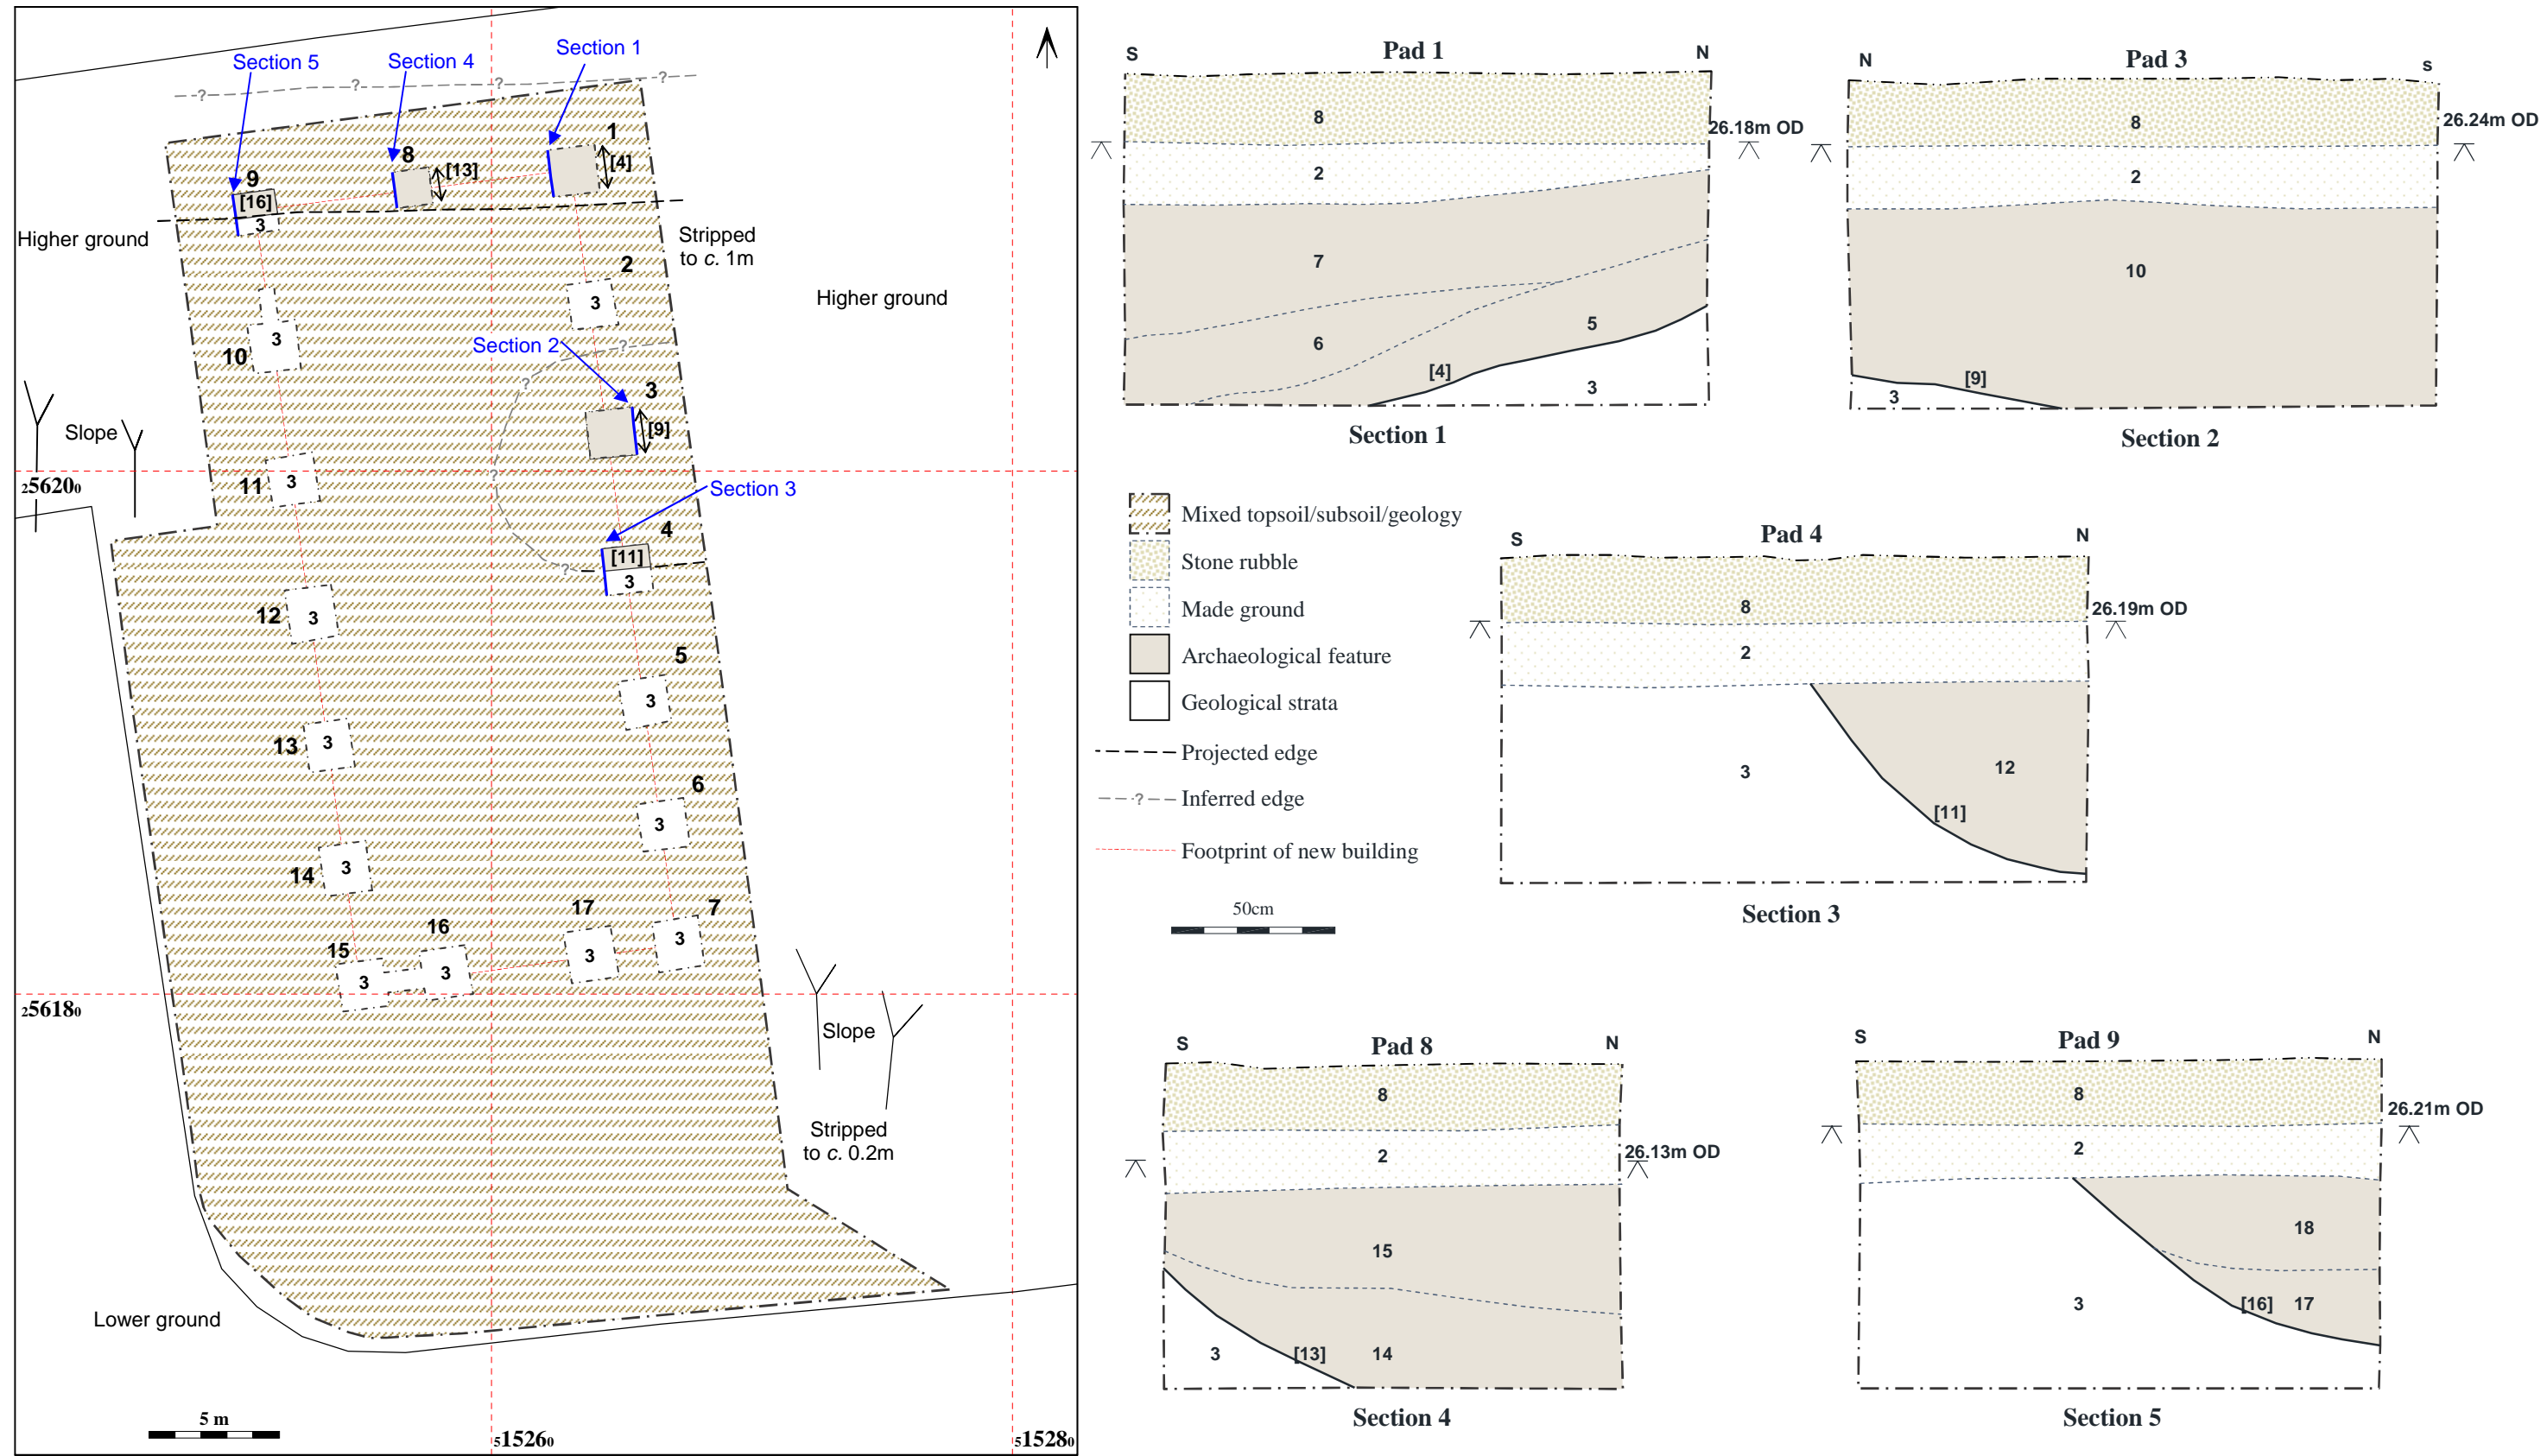 Section 5
Section 4
Section 1
?
?
?
?
1
[4]
8
[13]
9
[16]
3
Higher ground
Stripped
to c. 1m
2
3
Higher ground
Section 2
?
?
10
3
3
[9]
Slope
?
11
3
25620₀
Section 3
4
[11]
3
?
12
3
5
3
13
3
6
3
14
3
7
3
17
3
16
3
15
3
25618₀
Slope
Stripped
to c. 0.2m
Lower ground
5 m
51526₀
51528₀
S
Pad 1
N
8
26.18m OD
2
7
6
5
[4]
3
Section 1
N
Pad 3
s
8
26.24m OD
2
10
[9]
3
Section 2
Mixed topsoil/subsoil/geology
Stone rubble
Made ground
Archaeological feature
Geological strata
Projected edge
?
Inferred edge
Footprint of new building
50cm
S
Pad 4
N
8
26.19m OD
2
3
12
[11]
Section 3
S
Pad 8
N
8
2
26.13m OD
15
3
[13]
14
Section 4
S
Pad 9
N
8
26.21m OD
2
18
3
[16]
17
Section 5